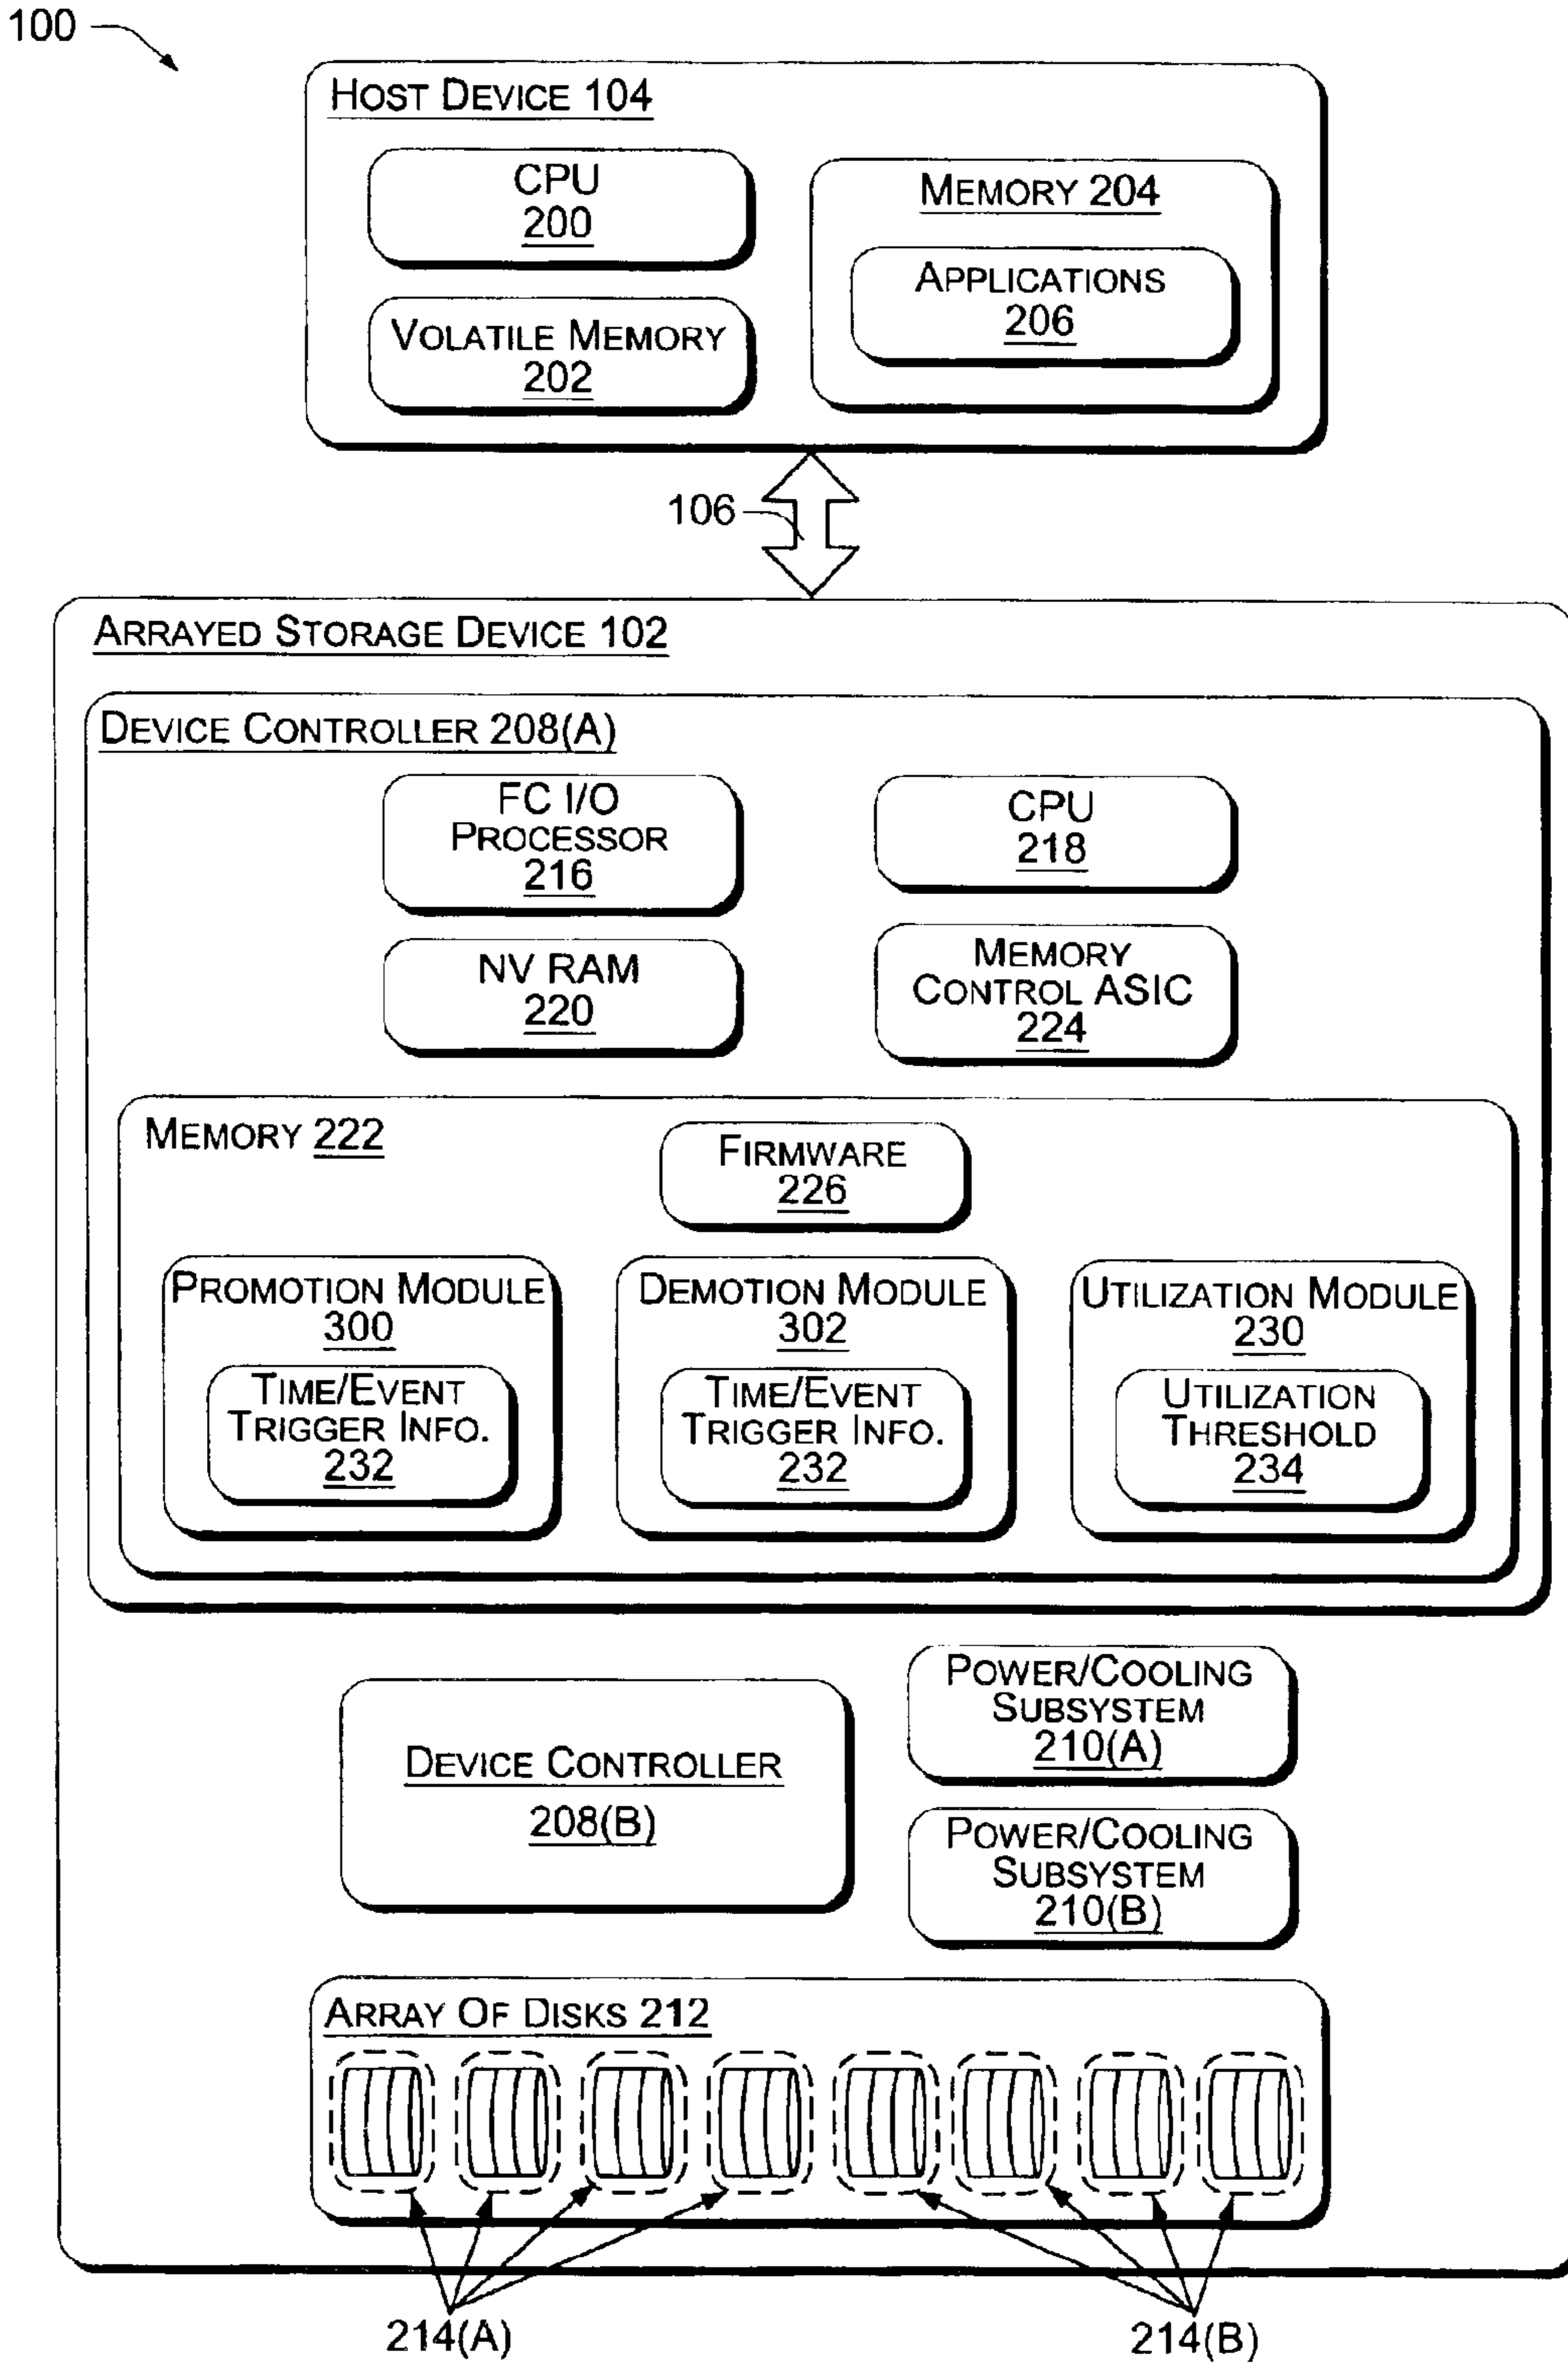 100
HOST DEVICE 104
CPU
200
VOLATILE MEMORY
202
MEMORY 204
APPLICATIONS
206
106
ARRAYED STORAGE DEVICE 102
DEVICE CONTROLLER 208(A)
FC I/O
PROCESSOR
216
CPU
218
NV RAM
220
MEMORY
CONTROL ASIC
224
MEMORY 222
FIRMWARE
226
PROMOTION MODULE
300
TIME/EVENT
TRIGGER INFO.
232
DEMOTION MODULE
302
TIME/EVENT
TRIGGER INFO.
232
UTILIZATION MODULE
230
UTILIZATION
THRESHOLD
234
DEVICE CONTROLLER
208(B)
POWER/COOLING
SUBSYSTEM
210(A)
POWER/COOLING
SUBSYSTEM
210(B)
ARRAY OF DISKS 212
214(A)
214(B)